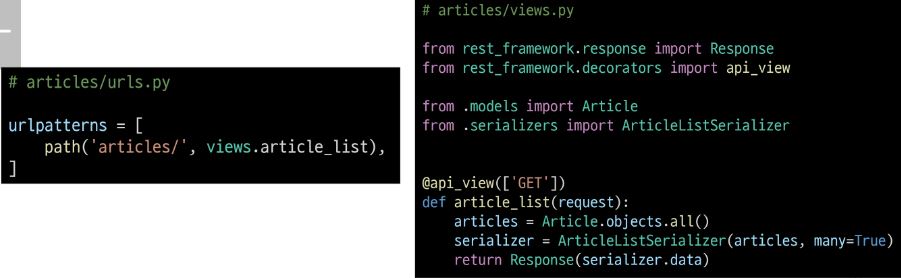 # articles/urls.py
urlpatterns = [
    path('articles/', views.article_list),
]
# articles/views.py
from rest_framework.response import Response
from rest_framework.decorators import api_view
from .models import Article
from .serializers import ArticleListSerializer
@api_view(['GET'])
def article_list(request):
    articles = Article.objects.all()
    serializer = ArticleListSerializer(articles, many=True)
    return Response(serializer.data)